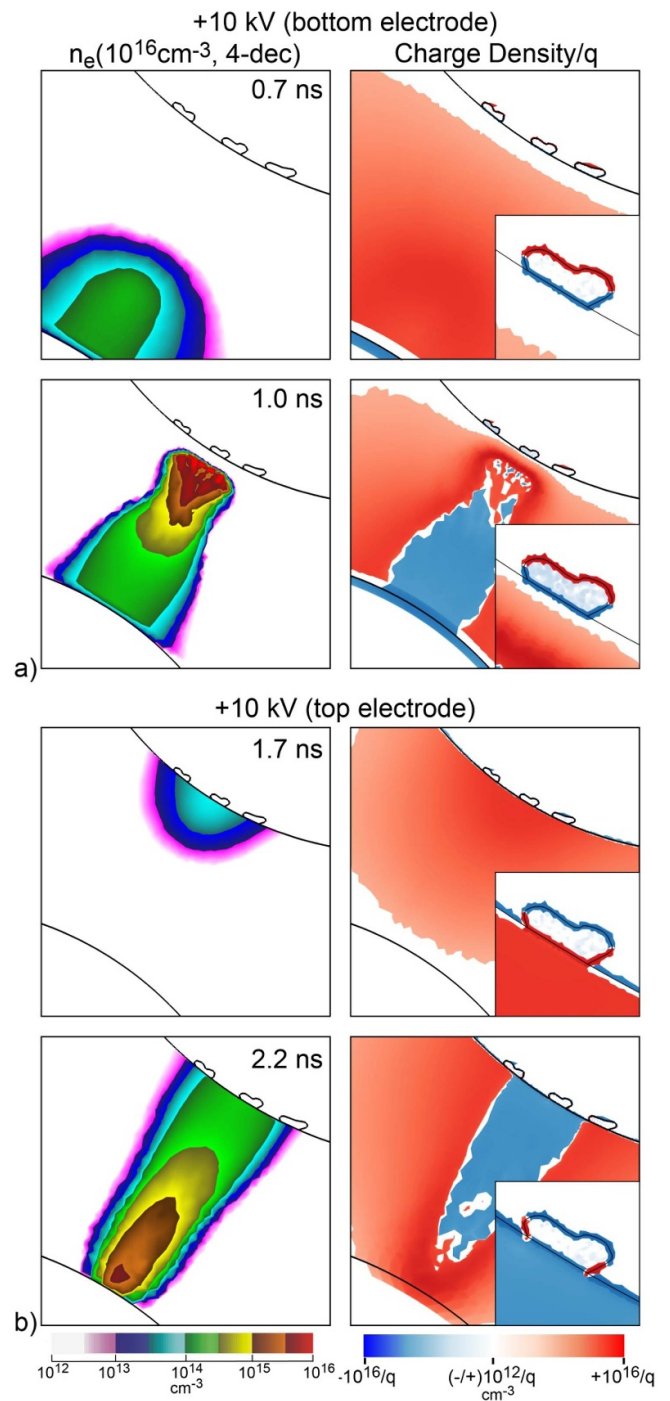 +10 kV (bottom electrode)
nₑ(10¹⁶cm⁻³, 4-dec) Charge Density/q
0.7 ns
1.0 ns
a)
+10 kV (top electrode)
1.7 ns
2.2 ns
b)
10¹² 10¹³ 10¹⁴ 10¹⁵ 10¹⁶
cm⁻³
-10¹⁶/q (-/+)10¹²/q +10¹⁶/q
cm⁻³